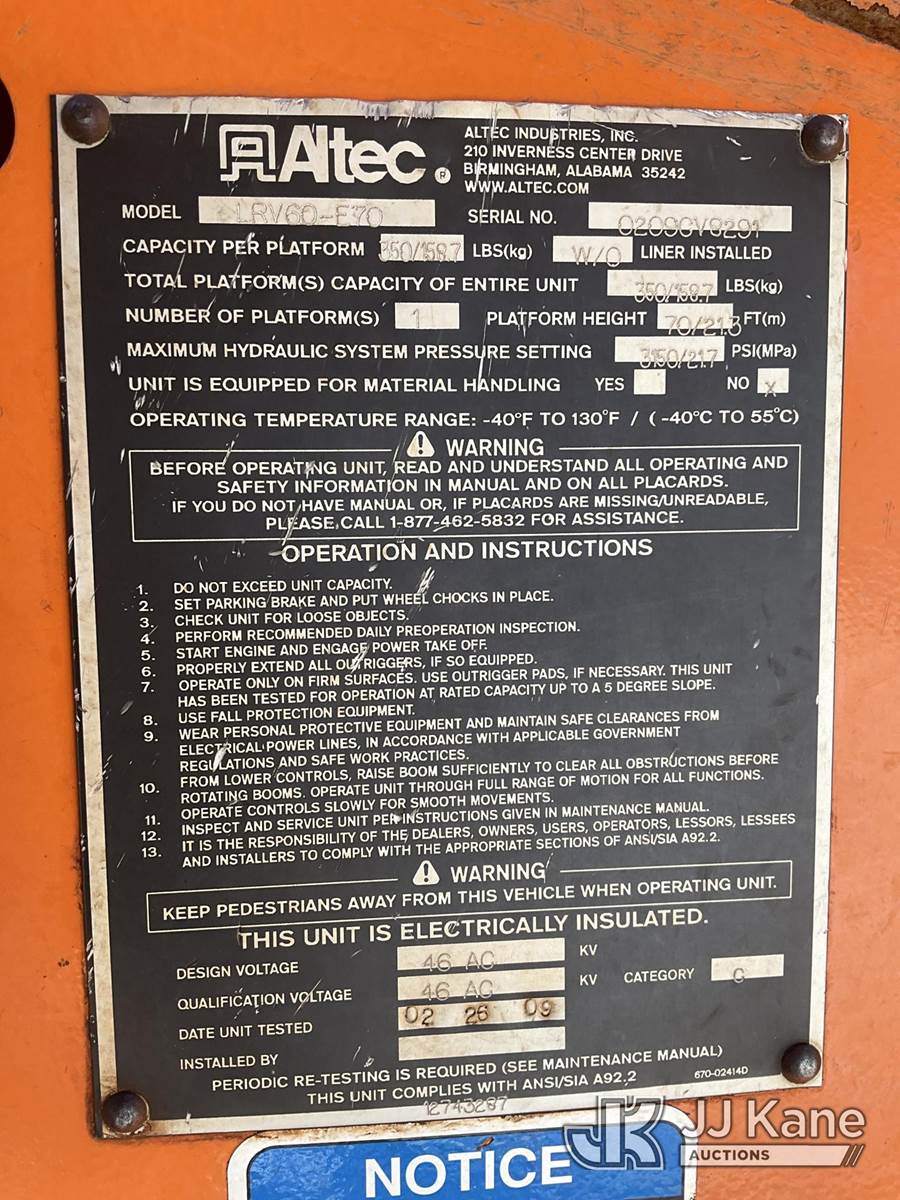 Altec®
ALTEC INDUSTRIES, INC.
210 INVERNESS CENTER DRIVE
BIRMINGHAM, ALABAMA 35242
WWW.ALTEC.COM
MODEL LRV60-E70 SERIAL NO. 0209CV8291
CAPACITY PER PLATFORM 350/158.7 LBS(kg) W/O LINER INSTALLED
TOTAL PLATFORM(S) CAPACITY OF ENTIRE UNIT 350/158.7 LBS(kg)
NUMBER OF PLATFORM(S) 1 PLATFORM HEIGHT 70/21.3 FT(m)
MAXIMUM HYDRAULIC SYSTEM PRESSURE SETTING 3150/21.7 PSI(MPa)
UNIT IS EQUIPPED FOR MATERIAL HANDLING YES NO X
OPERATING TEMPERATURE RANGE: -40°F TO 130°F / (-40°C TO 55°C)
WARNING
BEFORE OPERATING UNIT, READ AND UNDERSTAND ALL OPERATING AND
SAFETY INFORMATION IN MANUAL AND ON ALL PLACARDS.
IF YOU DO NOT HAVE MANUAL OR, IF PLACARDS ARE MISSING/UNREADABLE,
PLEASE CALL 1-877-462-5832 FOR ASSISTANCE.
OPERATION AND INSTRUCTIONS
1. DO NOT EXCEED UNIT CAPACITY.
2. SET PARKING BRAKE AND PUT WHEEL CHOCKS IN PLACE.
3. CHECK UNIT FOR LOOSE OBJECTS.
4. PERFORM RECOMMENDED DAILY PREOPERATION INSPECTION.
5. START ENGINE AND ENGAGE POWER TAKE OFF.
6. PROPERLY EXTEND ALL OUTRIGGERS, IF SO EQUIPPED.
7. OPERATE ONLY ON FIRM SURFACES. USE OUTRIGGER PADS, IF NECESSARY. THIS UNIT
HAS BEEN TESTED FOR OPERATION AT RATED CAPACITY UP TO A 5 DEGREE SLOPE.
8. USE FALL PROTECTION EQUIPMENT.
9. WEAR PERSONAL PROTECTIVE EQUIPMENT AND MAINTAIN SAFE CLEARANCES FROM
ELECTRICAL POWER LINES, IN ACCORDANCE WITH APPLICABLE GOVERNMENT
REGULATIONS AND SAFE WORK PRACTICES.
10. FROM LOWER CONTROLS, RAISE BOOM SUFFICIENTLY TO CLEAR ALL OBSTRUCTIONS BEFORE
ROTATING BOOMS. OPERATE UNIT THROUGH FULL RANGE OF MOTION FOR ALL FUNCTIONS.
11. OPERATE CONTROLS SLOWLY FOR SMOOTH MOVEMENTS.
12. INSPECT AND SERVICE UNIT PER INSTRUCTIONS GIVEN IN MAINTENANCE MANUAL.
13. IT IS THE RESPONSIBILITY OF THE DEALERS, OWNERS, USERS, OPERATORS, LESSORS, LESSEES
AND INSTALLERS TO COMPLY WITH THE APPROPRIATE SECTIONS OF ANSI/SIA A92.2.
WARNING
KEEP PEDESTRIANS AWAY FROM THIS VEHICLE WHEN OPERATING UNIT.
THIS UNIT IS ELECTRICALLY INSULATED.
DESIGN VOLTAGE 46 AC KV
QUALIFICATION VOLTAGE 46 AC KV CATEGORY C
DATE UNIT TESTED 02 26 09
INSTALLED BY
PERIODIC RE-TESTING IS REQUIRED (SEE MAINTENANCE MANUAL)
THIS UNIT COMPLIES WITH ANSI/SIA A92.2 670-02414D
12743287
NOTICE
JK JJ Kane
AUCTIONS